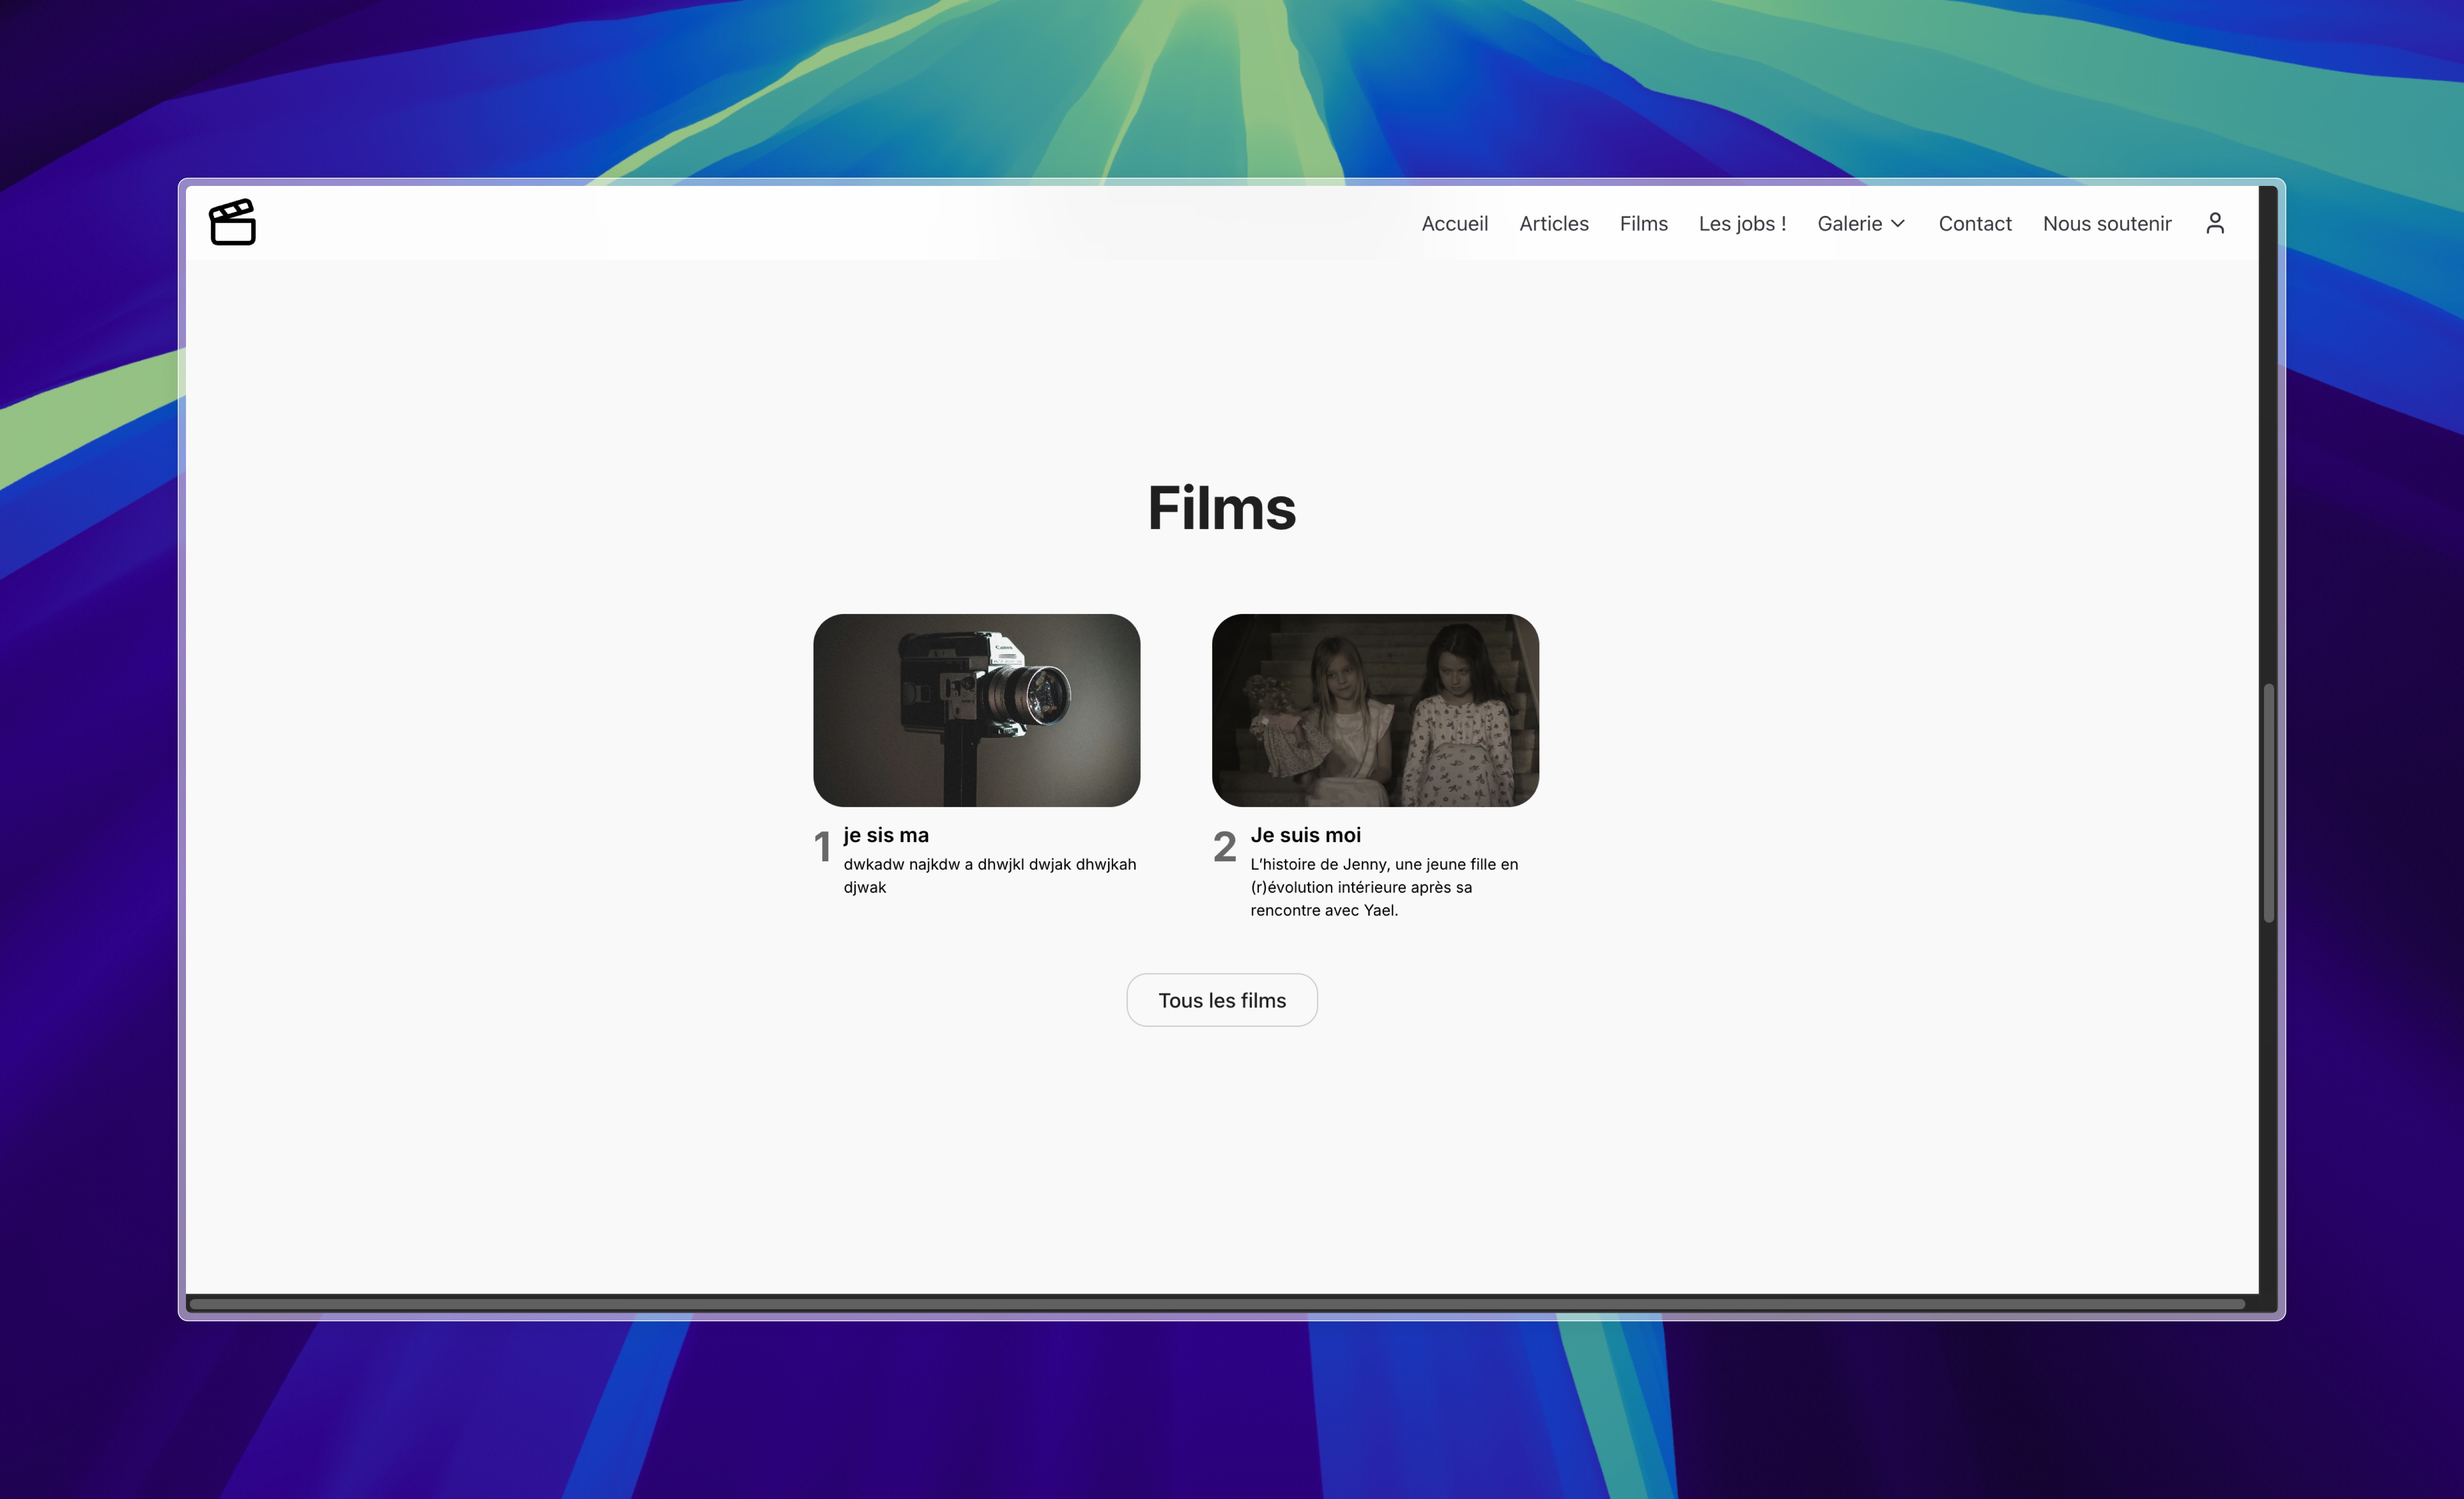 Accueil Articles Films Les jobs ! Galerie Contact Nous soutenir
Films
Canon
1 je sis ma
dwkadw najkdw a dhwjkl dwjak dhwjkah
djwak
2 Je suis moi
L’histoire de Jenny, une jeune fille en
(r)évolution intérieure après sa
rencontre avec Yael.
Tous les films